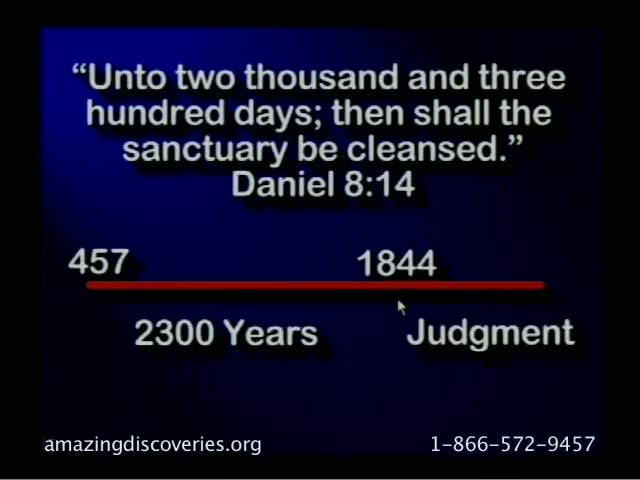 “Unto two thousand and three
hundred days; then shall the
sanctuary be cleansed.”
Daniel 8:14
457 1844
2300 Years Judgment
amazingdiscoveries.org 1-866-572-9457